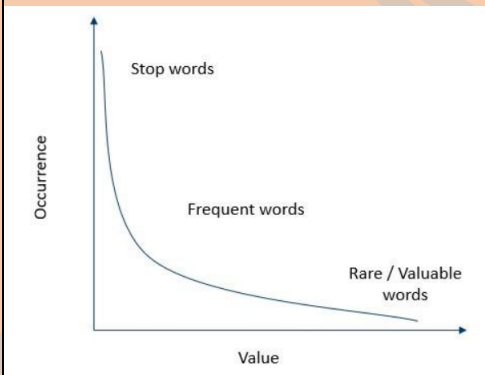 Stop words
Occurrence
Frequent words
Rare / Valuable
words
Value